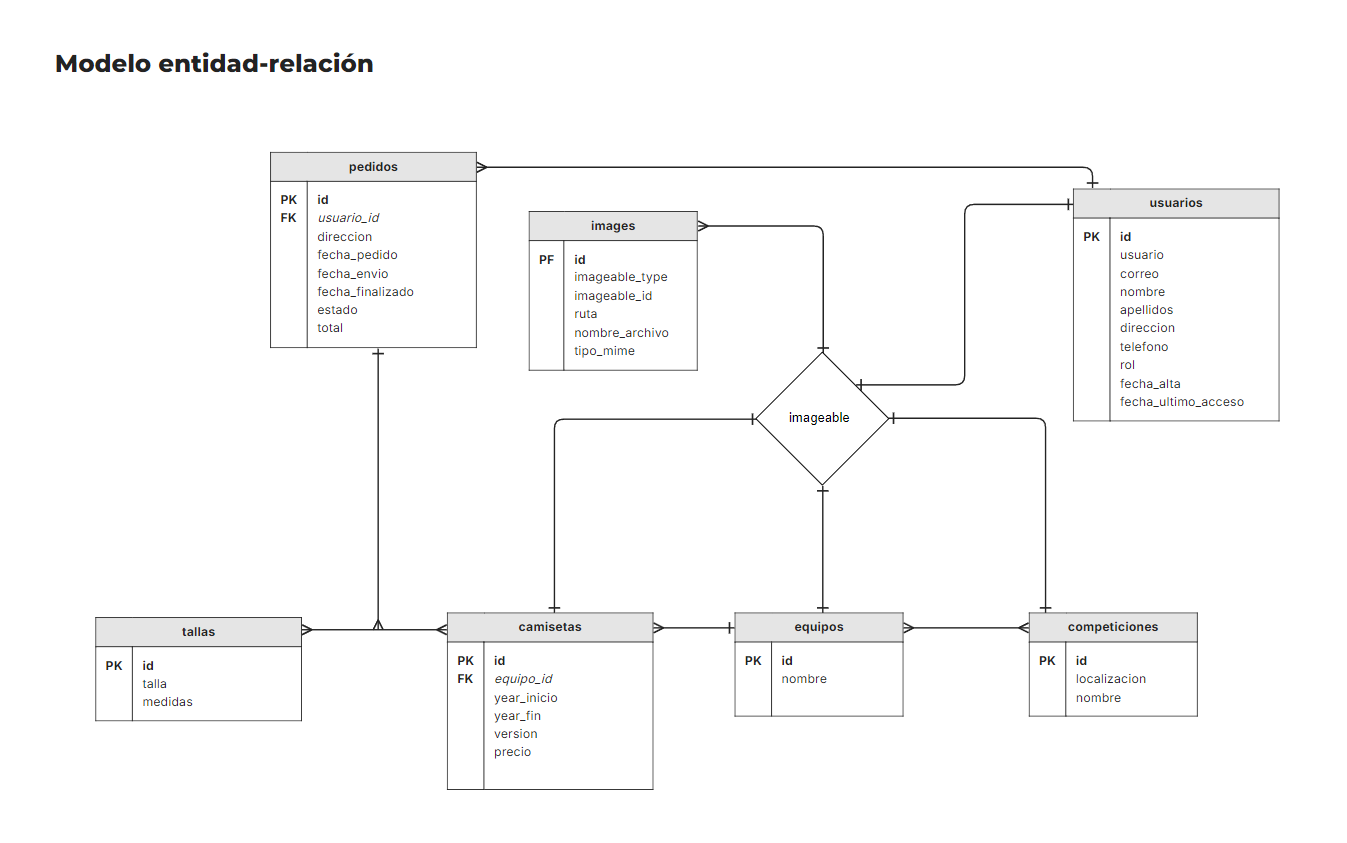 Modelo entidad-relación
pedidos
PK id
FK usuario_id
direccion
fecha_pedido
fecha_envio
fecha_finalizado
estado
total
images
PF id
imageable_type
imageable_id
ruta
nombre_archivo
tipo_mime
usuarios
PK id
usuario
correo
nombre
apellidos
direccion
telefono
rol
fecha_alta
fecha_ultimo_acceso
imageable
tallas
PK id
talla
medidas
camisetas
PK id
FK equipo_id
year_inicio
year_fin
version
precio
equipos
PK id
nombre
competiciones
PK id
localizacion
nombre